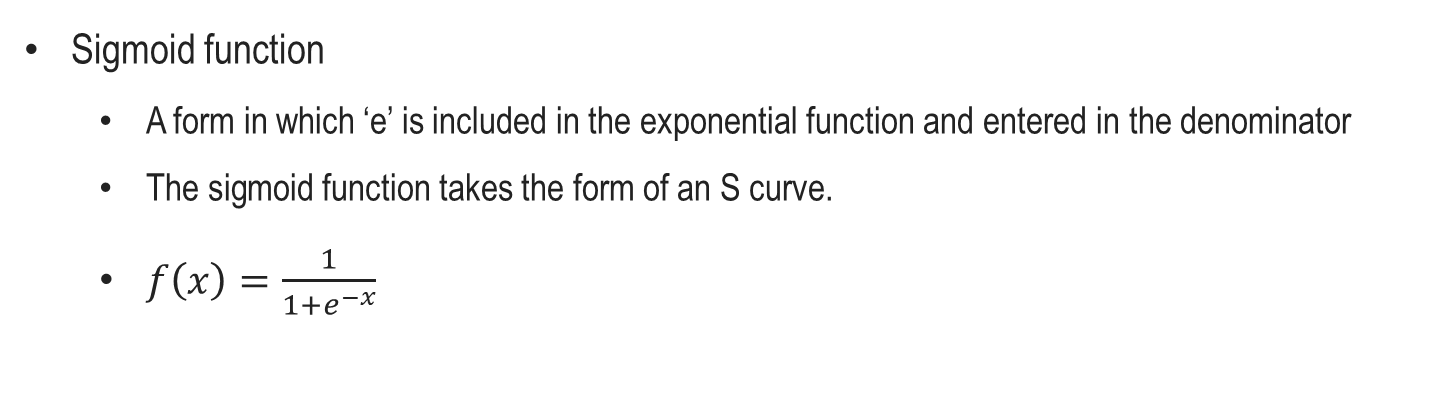 • Sigmoid function
• A form in which ‘e’ is included in the exponential function and entered in the denominator
• The sigmoid function takes the form of an S curve.
• f(x) = 1/(1+e^{-x})